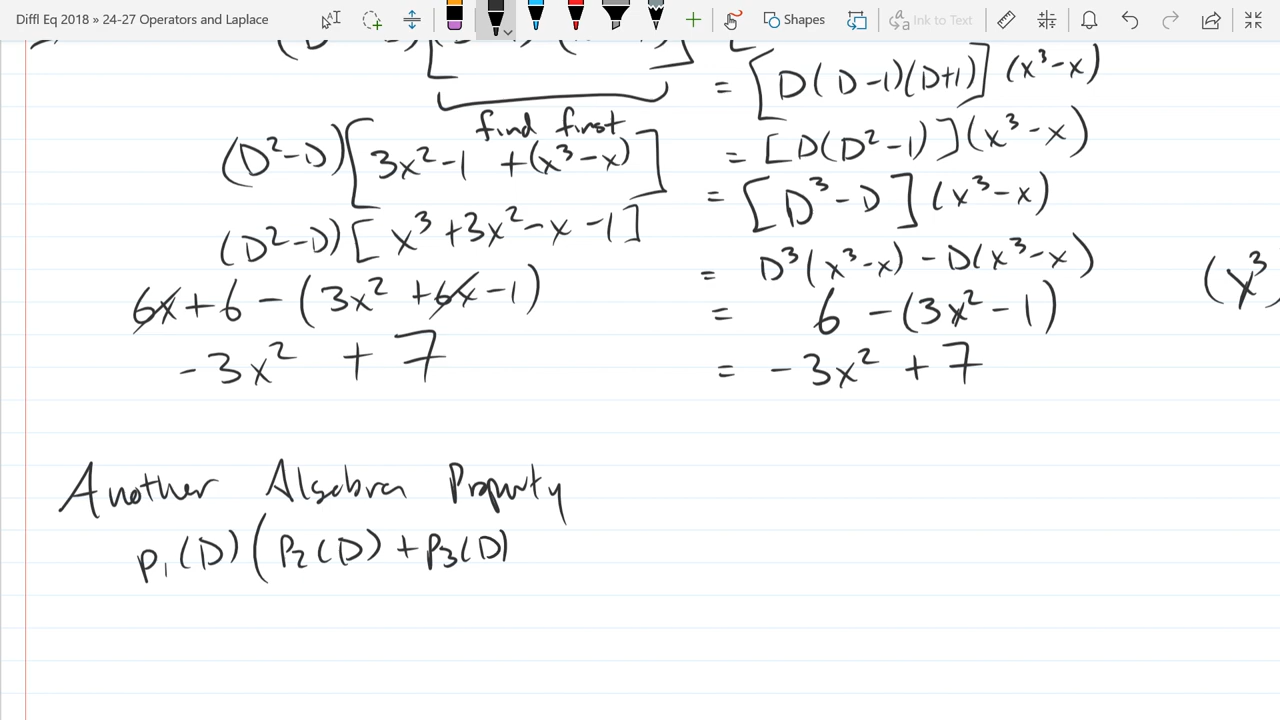 Diffl Eq 2018 » 24-27 Operators and Laplace
Shapes
Ink to Text
find first
(D²-D)[3x²-1 +(x³-x)]
(D²-D)[x³+3x²-x-1]
6x+6-(3x²+6x-1)
-3x² + 7
= [D(D-1)(D+1)](x³-x)
= [D(D²-1)](x³-x)
= [D³-D](x³-x)
= D³(x³-x) - D(x³-x)
= 6 -(3x²-1)
= -3x² + 7
(x³
Another Algebra Property
p₁(D)(p₂(D)+p₃(D)